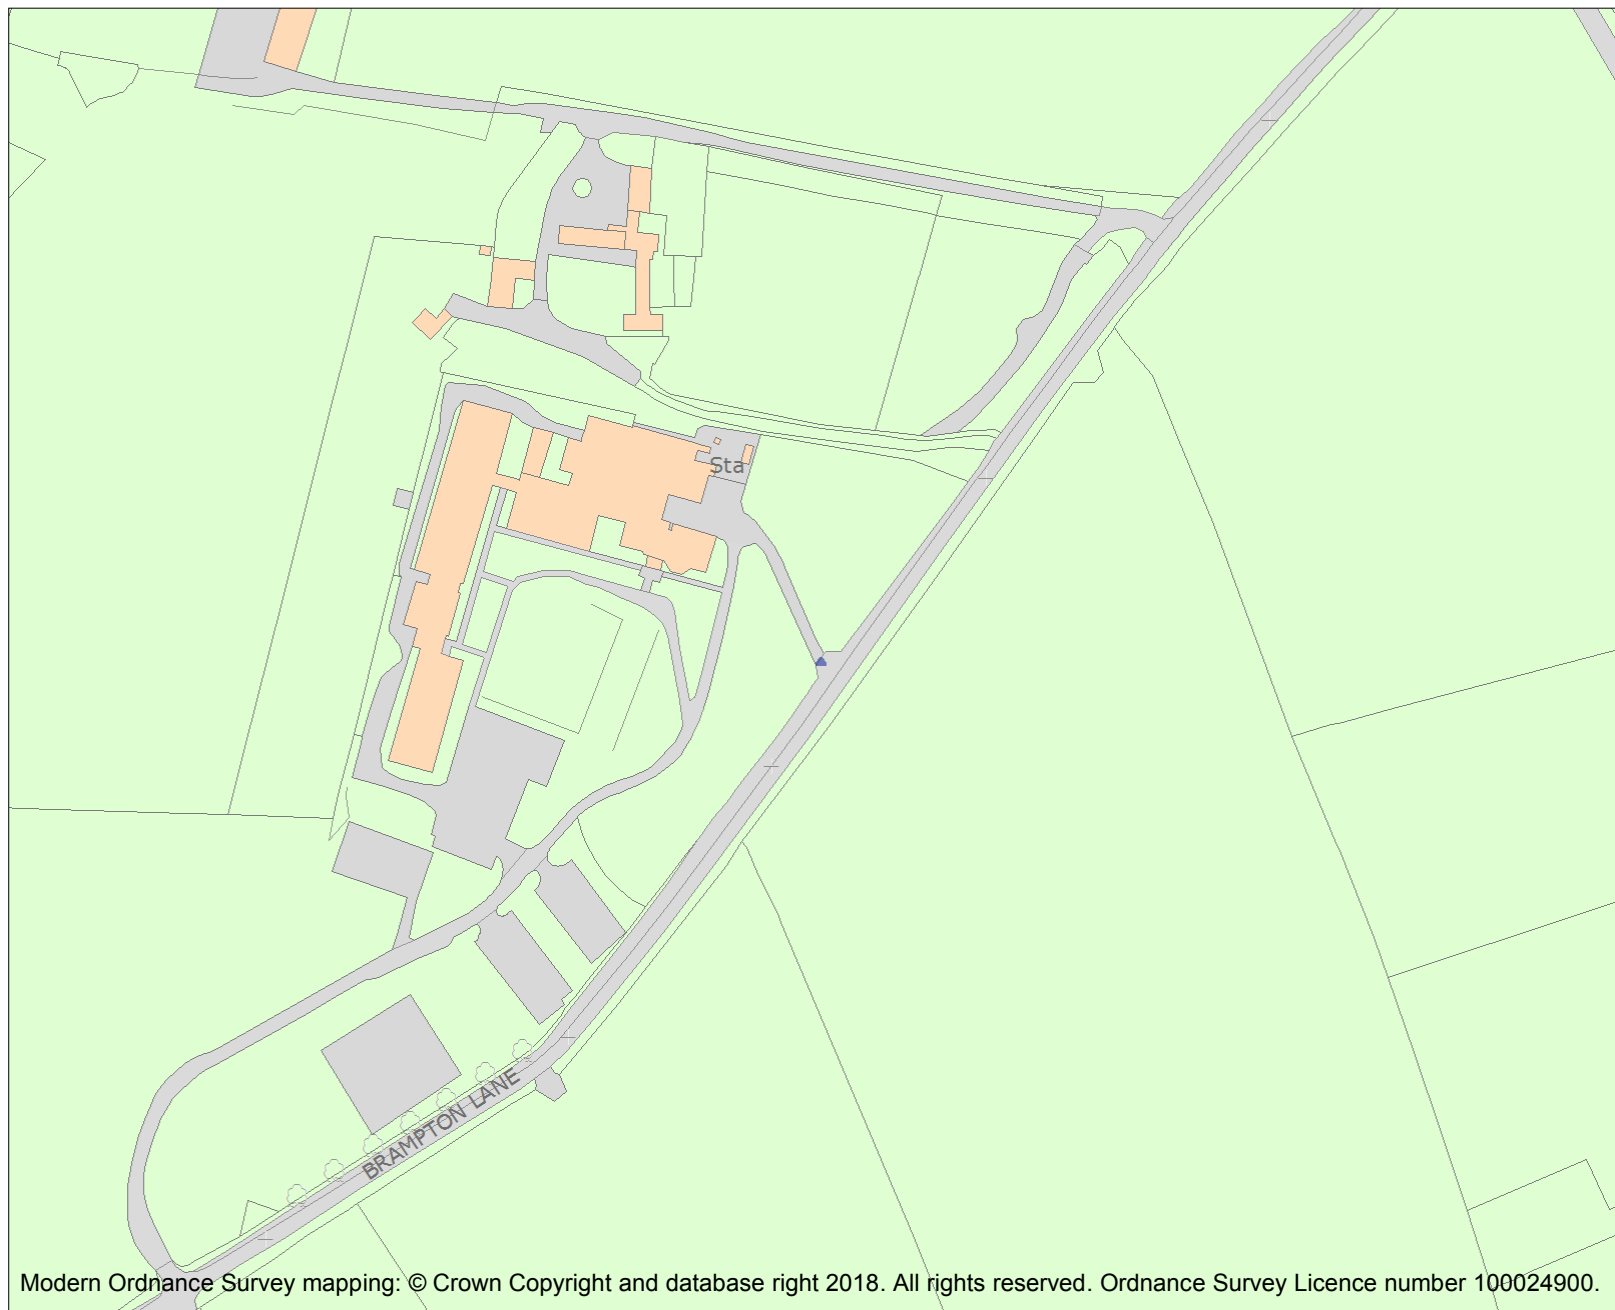 Sta
BRAMPTON LANE
Modern Ordnance Survey mapping: © Crown Copyright and database right 2018. All rights reserved. Ordnance Survey Licence number 100024900.